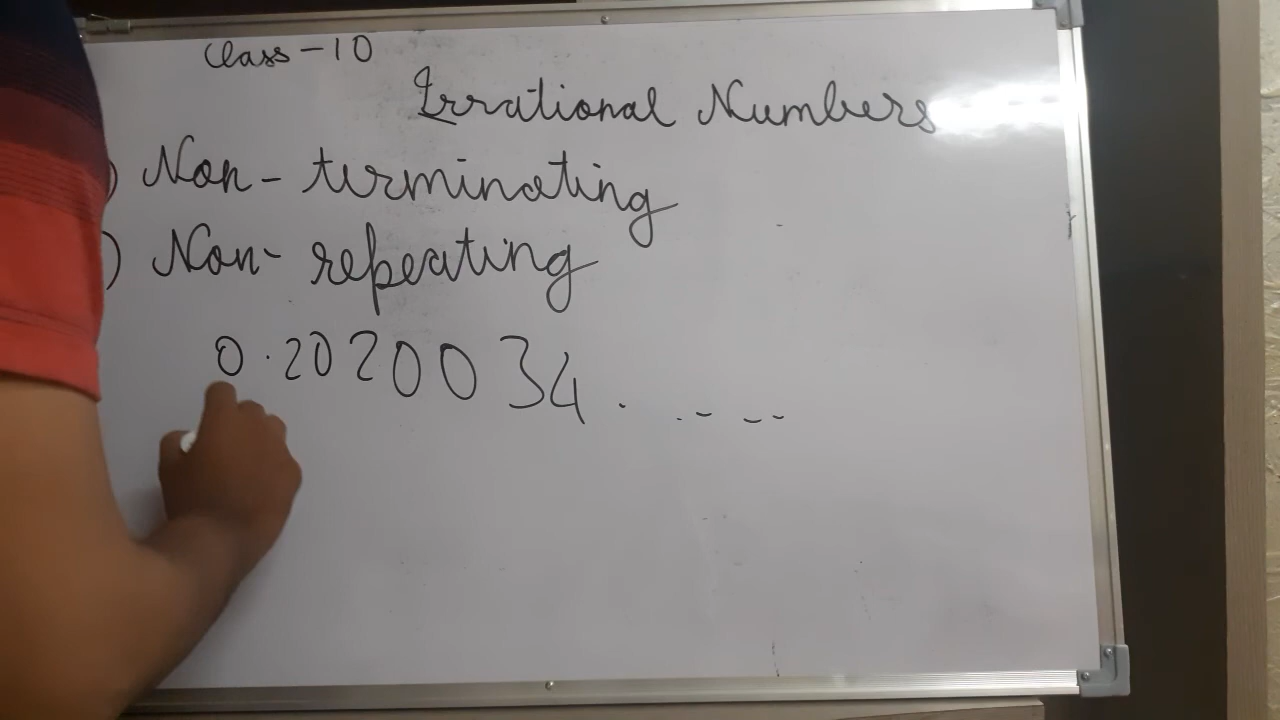 Class-10
Irrational Numbers
) Non-terminating
) Non-repeating
0.2020034. .- --